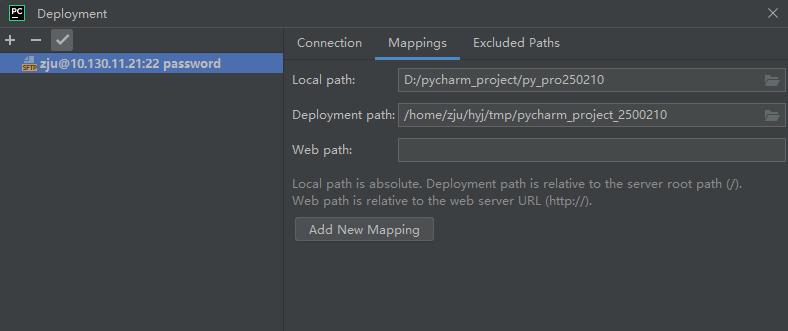 PC Deployment
Connection Mappings Excluded Paths
SFTP zju@10.130.11.21:22 password
Local path: D:/pycharm_project/py_pro250210
Deployment path: /home/zju/hyj/tmp/pycharm_project_2500210
Web path:
Local path is absolute. Deployment path is relative to the server root path (/).
Web path is relative to the web server URL (http://).
Add New Mapping